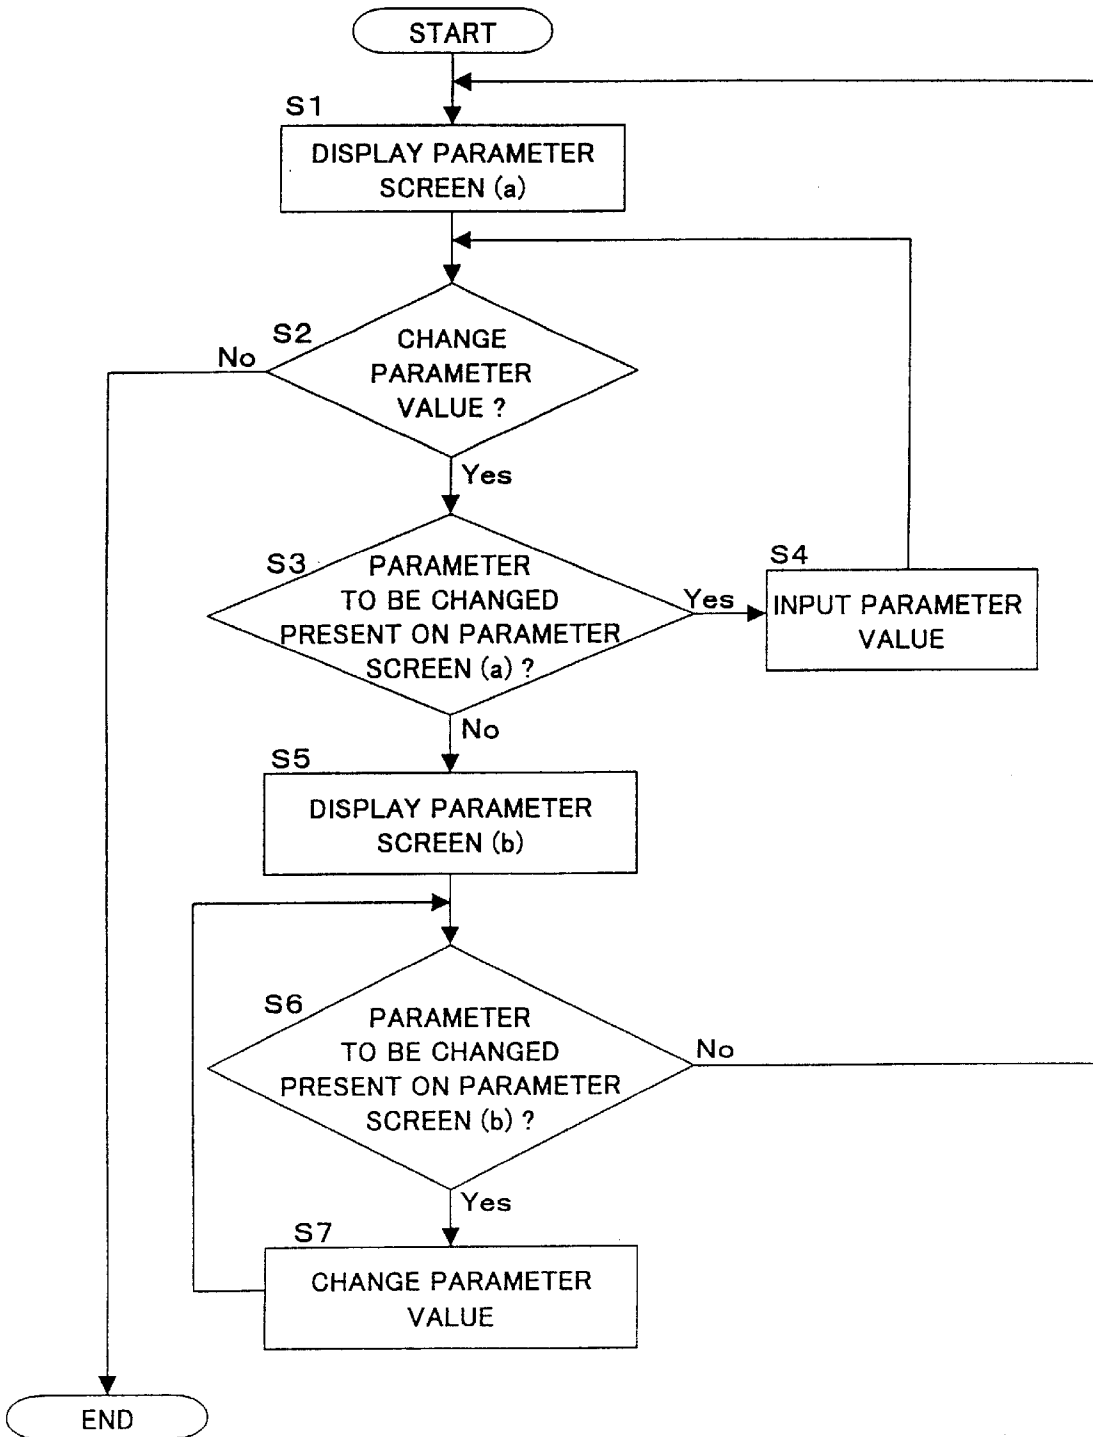 START
S1
DISPLAY PARAMETER
SCREEN (a)
S2
CHANGE
PARAMETER
VALUE ?
No
Yes
S3
PARAMETER
TO BE CHANGED
PRESENT ON PARAMETER
SCREEN (a) ?
Yes
S4
INPUT PARAMETER
VALUE
No
S5
DISPLAY PARAMETER
SCREEN (b)
S6
PARAMETER
TO BE CHANGED
PRESENT ON PARAMETER
SCREEN (b) ?
No
Yes
S7
CHANGE PARAMETER
VALUE
END